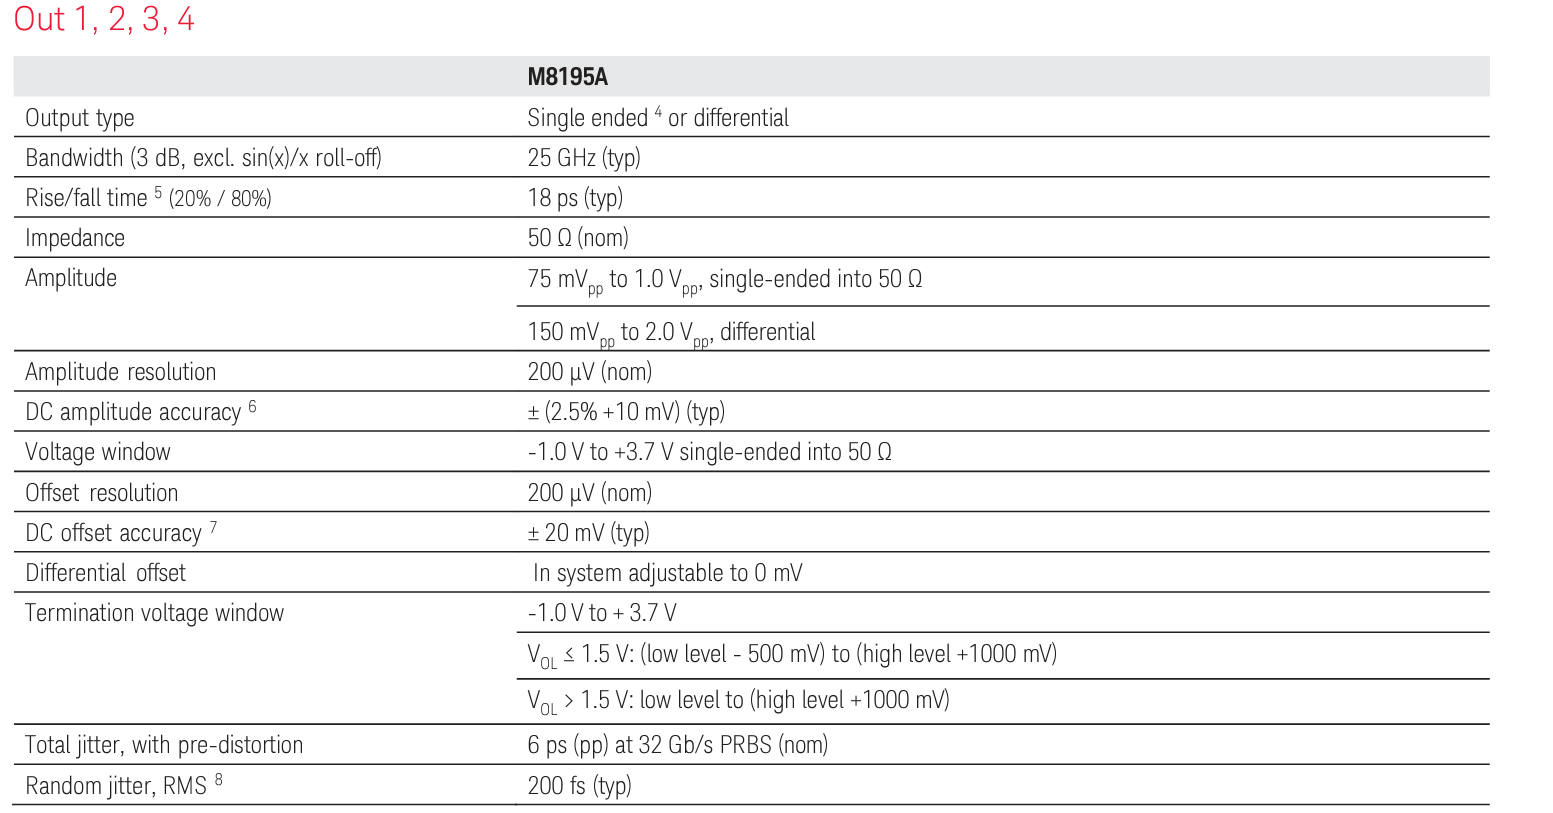 Out 1, 2, 3, 4
M8195A
Output type Single ended 4 or differential
Bandwidth (3 dB, excl. sin(x)/x roll-off) 25 GHz (typ)
Rise/fall time 5 (20% / 80%) 18 ps (typ)
Impedance 50 Ω (nom)
Amplitude 75 mVpp to 1.0 Vpp, single-ended into 50 Ω
150 mVpp to 2.0 Vpp, differential
Amplitude resolution 200 μV (nom)
DC amplitude accuracy 6 ± (2.5% +10 mV) (typ)
Voltage window -1.0 V to +3.7 V single-ended into 50 Ω
Offset resolution 200 μV (nom)
DC offset accuracy 7 ± 20 mV (typ)
Differential offset In system adjustable to 0 mV
Termination voltage window -1.0 V to + 3.7 V
VOL ≤ 1.5 V: (low level - 500 mV) to (high level +1000 mV)
VOL > 1.5 V: low level to (high level +1000 mV)
Total jitter, with pre-distortion 6 ps (pp) at 32 Gb/s PRBS (nom)
Random jitter, RMS 8 200 fs (typ)